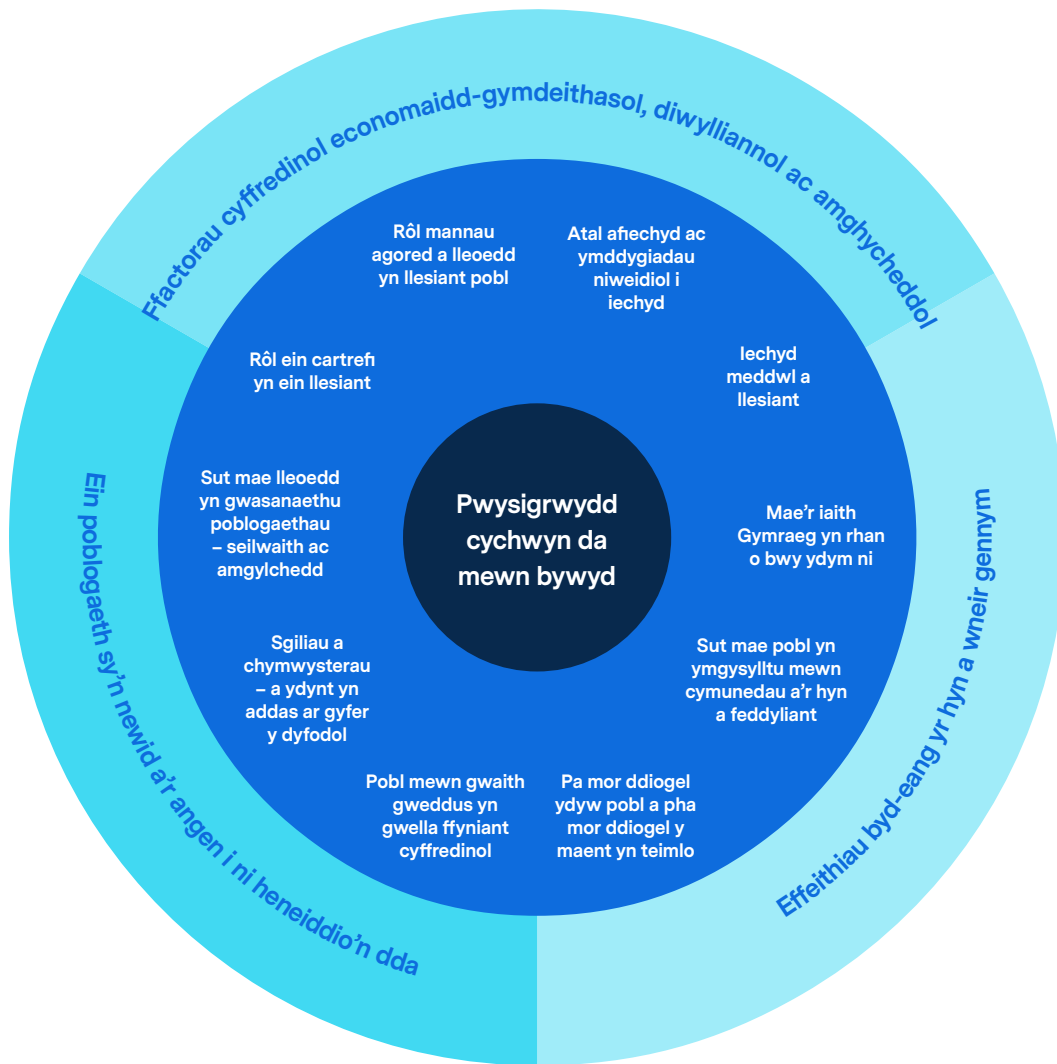 Ffactorau cyffredinol economaidd-gymdeithasol, diwylliannol ac amghycheddol
Rôl mannau
agored a lleoedd
yn llesiant pobl
Atal afiechyd ac
ymddygiadau
niweidiol i
iechyd
Iechyd
meddwl a
llesiant
Mae’r iaith
Gymraeg yn rhan
o bwy ydym ni
Sut mae pobl yn
ymgysylltu mewn
cymunedau a’r hyn
a feddyliant
Pa mor ddiogel
ydyw pobl a pha
mor ddiogel y
maent yn teimlo
Pobl mewn gwaith
gweddus yn
gwella ffyniant
cyffredinol
Sgiliau a
chymwysterau
– a ydynt yn
addas ar gyfer
y dyfodol
Sut mae lleoedd
yn gwasanaethu
poblogaethau
– seilwaith ac
amgylchedd
Rôl ein cartrefi
yn ein llesiant
Pwysigrwydd
cychwyn da
mewn bywyd
Effeithiau byd-eang yr hyn a wneir gennym
Ein poblogaeth sy’n newid a’r angen i ni heneiddio’n dda